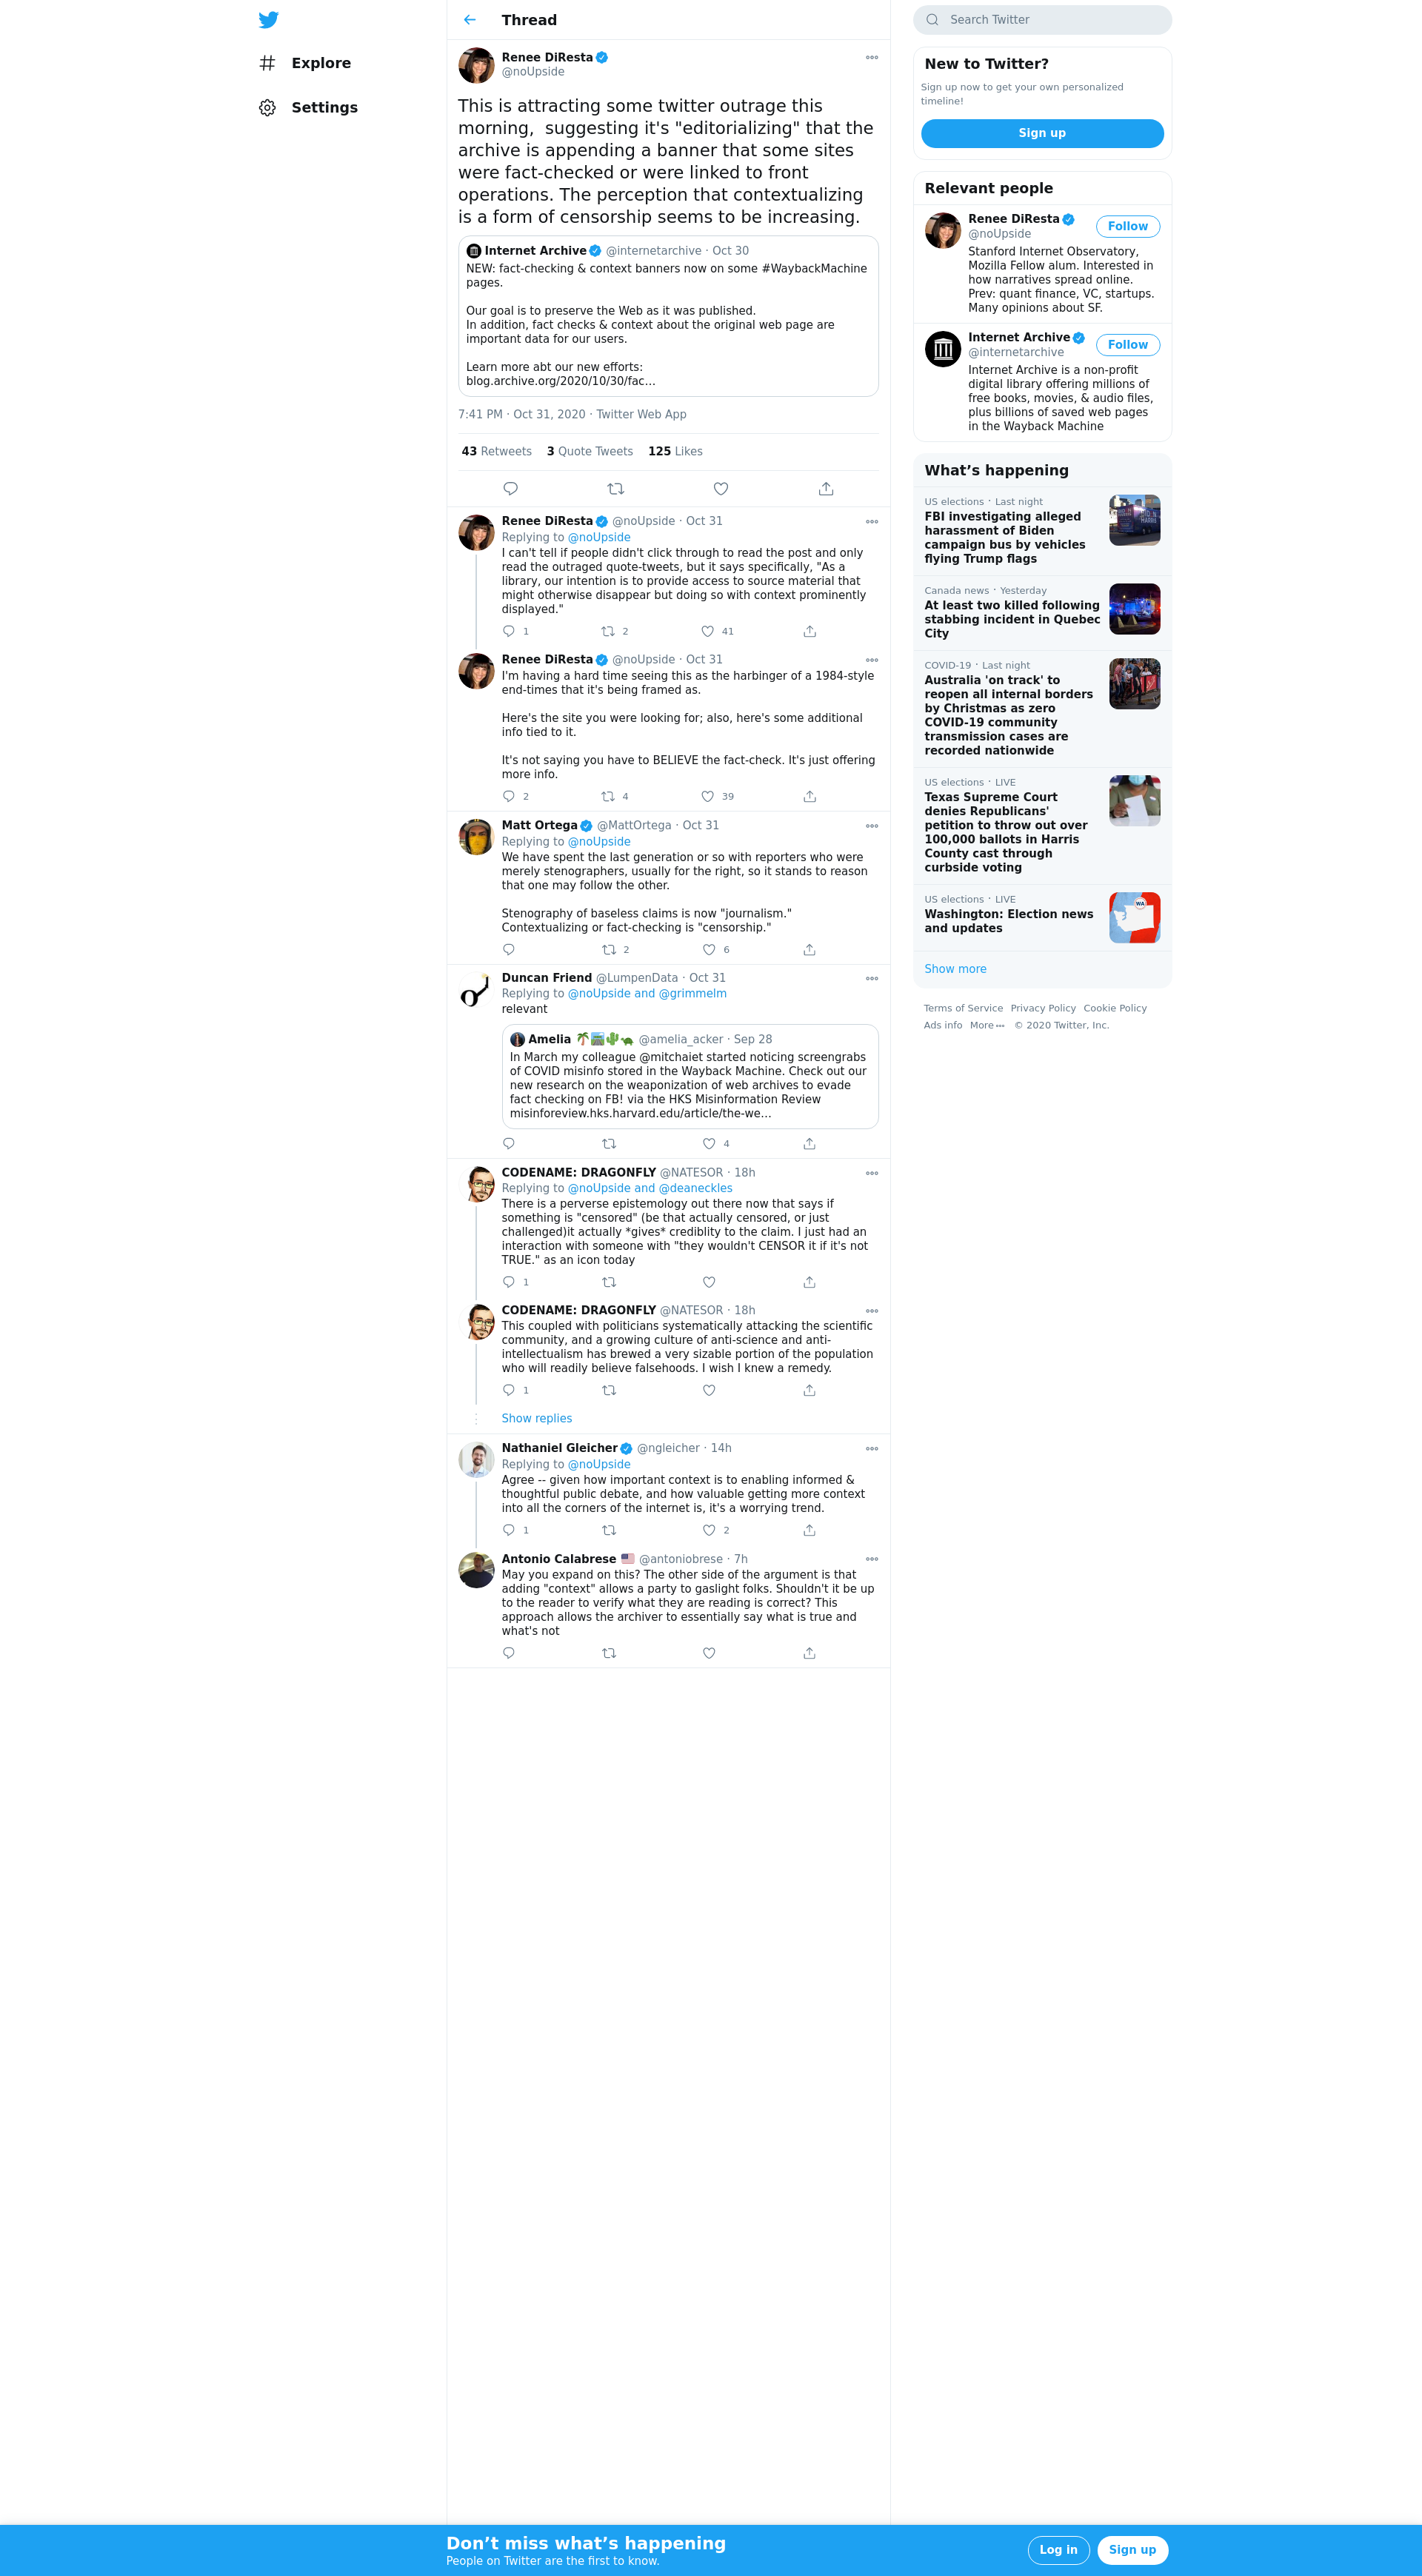 Explore
Settings
Thread
Renee DiResta
@noUpside
This is attracting some twitter outrage this
morning,  suggesting it's "editorializing" that the
archive is appending a banner that some sites
were fact-checked or were linked to front
operations. The perception that contextualizing
is a form of censorship seems to be increasing.
Internet Archive @internetarchive · Oct 30
NEW: fact-checking & context banners now on some #WaybackMachine
pages.
Our goal is to preserve the Web as it was published.
In addition, fact checks & context about the original web page are
important data for our users.
Learn more abt our new efforts:
blog.archive.org/2020/10/30/fac…
7:41 PM · Oct 31, 2020 · Twitter Web App
43 Retweets 3 Quote Tweets 125 Likes
Renee DiResta @noUpside · Oct 31
Replying to @noUpside
I can't tell if people didn't click through to read the post and only
read the outraged quote-tweets, but it says specifically, "As a
library, our intention is to provide access to source material that
might otherwise disappear but doing so with context prominently
displayed."
1 2 41
Renee DiResta @noUpside · Oct 31
I'm having a hard time seeing this as the harbinger of a 1984-style
end-times that it's being framed as.
Here's the site you were looking for; also, here's some additional
info tied to it.
It's not saying you have to BELIEVE the fact-check. It's just offering
more info.
2 4 39
Matt Ortega @MattOrtega · Oct 31
Replying to @noUpside
We have spent the last generation or so with reporters who were
merely stenographers, usually for the right, so it stands to reason
that one may follow the other.
Stenography of baseless claims is now "journalism."
Contextualizing or fact-checking is "censorship."
2 6
Duncan Friend @LumpenData · Oct 31
Replying to @noUpside and @grimmelm
relevant
Amelia 🌴🏞️🌵🐢 @amelia_acker · Sep 28
In March my colleague @mitchaiet started noticing screengrabs
of COVID misinfo stored in the Wayback Machine. Check out our
new research on the weaponization of web archives to evade
fact checking on FB! via the HKS Misinformation Review
misinforeview.hks.harvard.edu/article/the-we…
4
CODENAME: DRAGONFLY @NATESOR · 18h
Replying to @noUpside and @deaneckles
There is a perverse epistemology out there now that says if
something is "censored" (be that actually censored, or just
challenged)it actually *gives* crediblity to the claim. I just had an
interaction with someone with "they wouldn't CENSOR it if it's not
TRUE." as an icon today
1
CODENAME: DRAGONFLY @NATESOR · 18h
This coupled with politicians systematically attacking the scientific
community, and a growing culture of anti-science and anti-
intellectualism has brewed a very sizable portion of the population
who will readily believe falsehoods. I wish I knew a remedy.
1
Show replies
Nathaniel Gleicher @ngleicher · 14h
Replying to @noUpside
Agree -- given how important context is to enabling informed &
thoughtful public debate, and how valuable getting more context
into all the corners of the internet is, it's a worrying trend.
1 2
Antonio Calabrese 🇺🇸 @antoniobrese · 7h
May you expand on this? The other side of the argument is that
adding "context" allows a party to gaslight folks. Shouldn't it be up
to the reader to verify what they are reading is correct? This
approach allows the archiver to essentially say what is true and
what's not
Search Twitter
New to Twitter?
Sign up now to get your own personalized
timeline!
Sign up
Relevant people
Renee DiResta
@noUpside
Follow
Stanford Internet Observatory,
Mozilla Fellow alum. Interested in
how narratives spread online.
Prev: quant finance, VC, startups.
Many opinions about SF.
Internet Archive
@internetarchive
Follow
Internet Archive is a non-profit
digital library offering millions of
free books, movies, & audio files,
plus billions of saved web pages
in the Wayback Machine
What's happening
US elections · Last night
FBI investigating alleged
harassment of Biden
campaign bus by vehicles
flying Trump flags
Canada news · Yesterday
At least two killed following
stabbing incident in Quebec
City
COVID-19 · Last night
Australia 'on track' to
reopen all internal borders
by Christmas as zero
COVID-19 community
transmission cases are
recorded nationwide
US elections · LIVE
Texas Supreme Court
denies Republicans'
petition to throw out over
100,000 ballots in Harris
County cast through
curbside voting
US elections · LIVE
Washington: Election news
and updates
WA
Show more
Terms of Service Privacy Policy Cookie Policy
Ads info More ··· © 2020 Twitter, Inc.
Don’t miss what’s happening
People on Twitter are the first to know.
Log in
Sign up